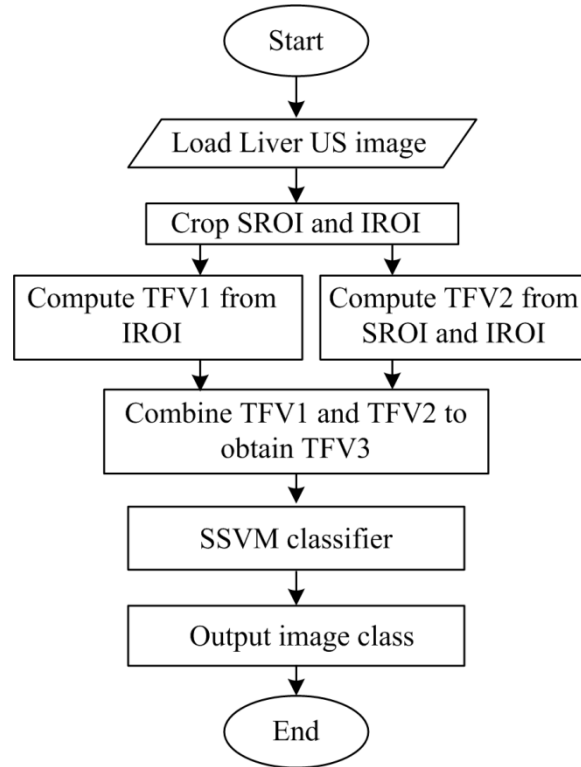 Start
Load Liver US image
Crop SROI and IROI
Compute TFV1 from
IROI
Compute TFV2 from
SROI and IROI
Combine TFV1 and TFV2 to
obtain TFV3
SSVM classifier
Output image class
End